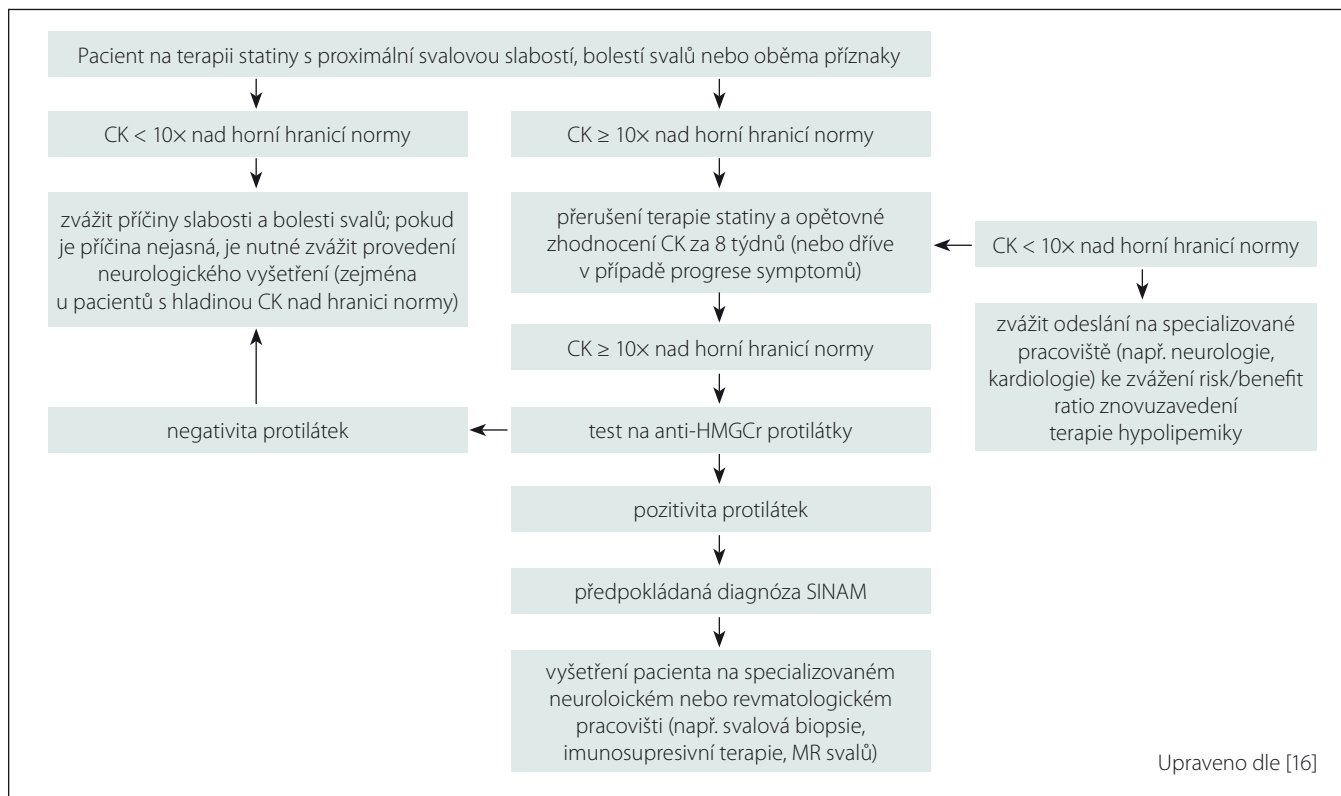 Pacient na terapii statiny s proximální svalovou slabostí, bolestí svalů nebo oběma příznaky
CK < 10× nad horní hranicí normy
CK ≥ 10× nad horní hranicí normy
zvážit příčiny slabosti a bolesti svalů; pokud
je příčina nejasná, je nutné zvážit provedení
neurologického vyšetření (zejména
u pacientů s hladinou CK nad hranici normy)
přerušení terapie statiny a opětovné
zhodnocení CK za 8 týdnů (nebo dříve
v případě progrese symptomů)
CK < 10× nad horní hranicí normy
zvážit odeslání na specializované
pracoviště (např. neurologie,
kardiologie) ke zvážení risk/benefit
ratio znovuzavedení
terapie hypolipemiky
CK ≥ 10× nad horní hranicí normy
negativita protilátek
test na anti-HMGCr protilátky
pozitivita protilátek
předpokládaná diagnóza SINAM
vyšetření pacienta na specializovaném
neuroloickém nebo revmatologickém
pracovišti (např. svalová biopsie,
imunosupresivní terapie, MR svalů)
Upraveno dle [16]